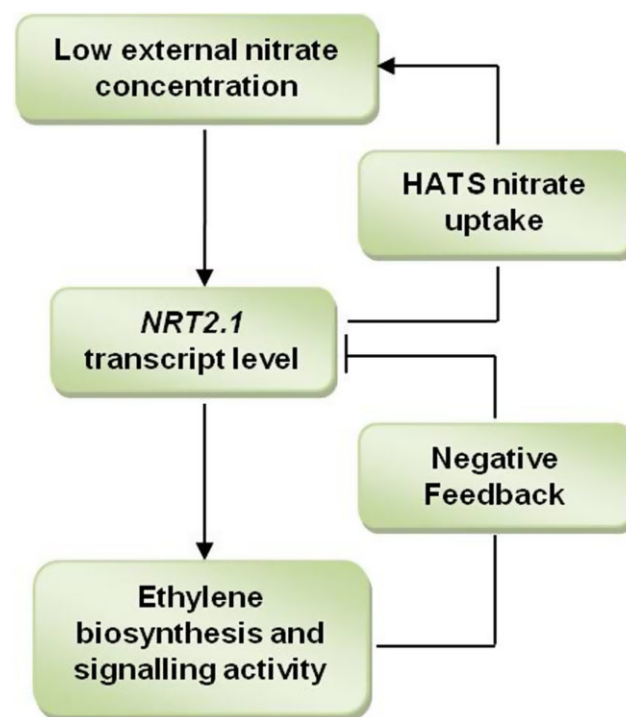 Low external nitrate
concentration
HATS nitrate
uptake
NRT2.1
transcript level
Negative
Feedback
Ethylene
biosynthesis and
signalling activity